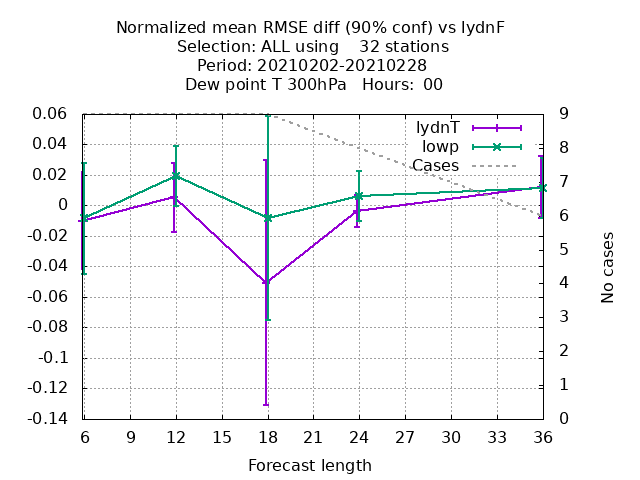 Normalized mean RMSE diff (90% conf) vs IydnF
Selection: ALL using    32 stations
Period: 20210202-20210228
Dew point T 300hPa   Hours:  00
IydnT
Iowp
Cases
0.06
0.04
0.02
0
-0.02
-0.04
-0.06
-0.08
-0.1
-0.12
-0.14
9
8
7
6
5
4
3
2
1
0
No cases
6 9 12 15 18 21 24 27 30 33 36
Forecast length